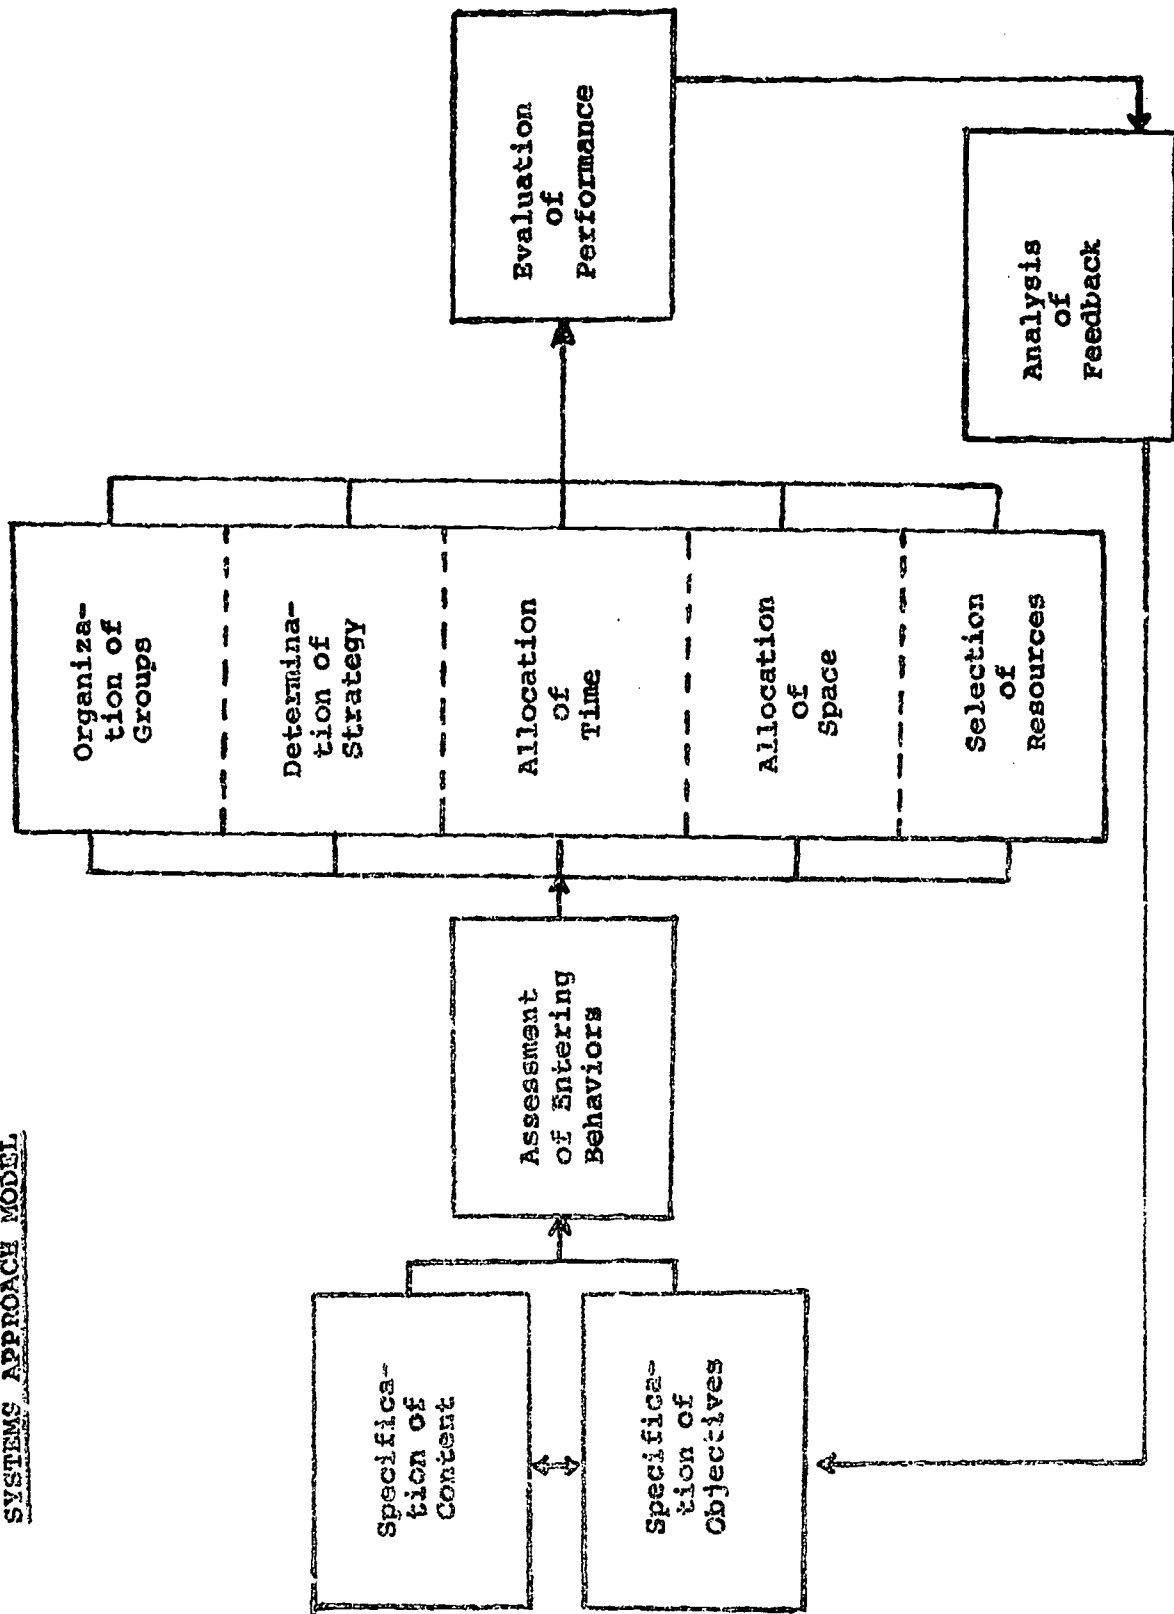 SYSTEMS APPROACH MODEL
Specifica-
tion of
Content
Specifica-
tion of
Objectives
Assessment
of Entering
Behaviors
Organiza-
tion of
Groups
Determina-
tion of
Strategy
Allocation
of
Time
Allocation
of
Space
Selection
of
Resources
Evaluation
of
Performance
Analysis
of
Feedback